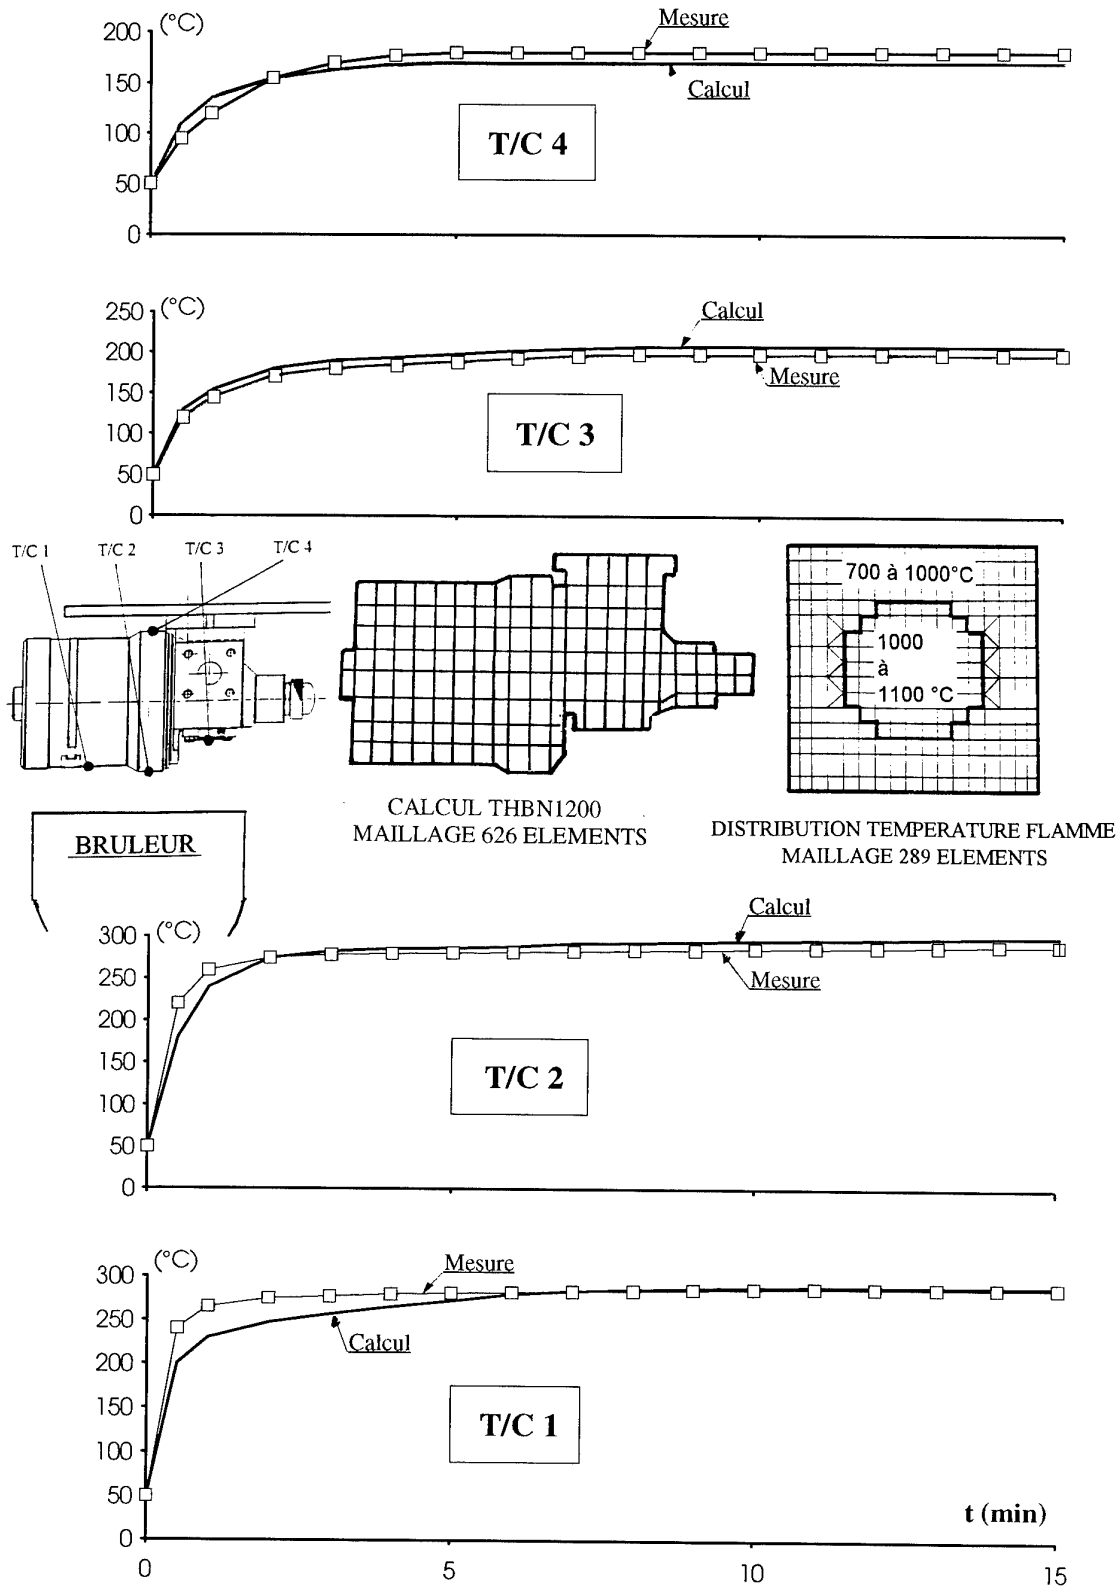 (°C)
200
150
100
50
0
Mesure
Calcul
T/C 4
(°C)
250
200
150
100
50
0
Calcul
Mesure
T/C 3
T/C 1
T/C 2
T/C 3
T/C 4
700 à 1000°C
1000
à
1100 °C
CALCUL THBN1200
MAILLAGE 626 ELEMENTS
DISTRIBUTION TEMPERATURE FLAMME
MAILLAGE 289 ELEMENTS
BRULEUR
(°C)
300
250
200
150
100
50
0
Calcul
Mesure
T/C 2
(°C)
300
250
200
150
100
50
0
Mesure
Calcul
T/C 1
t (min)
0
5
10
15